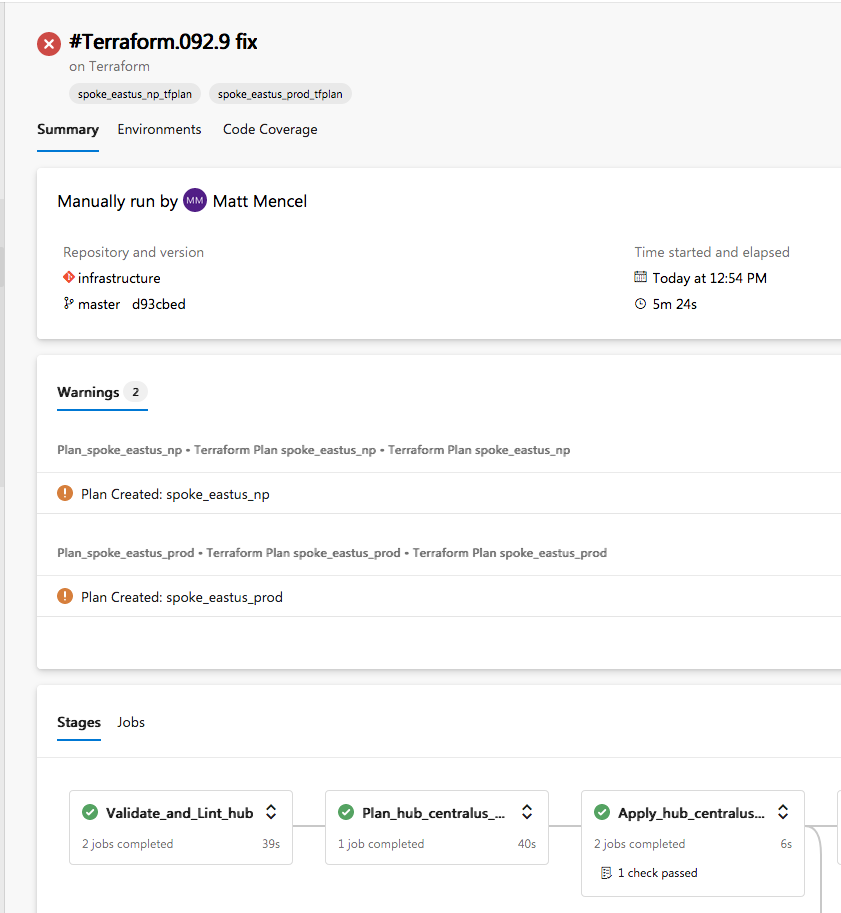 #Terraform.092.9 fix
on Terraform
spoke_eastus_np_tfplan spoke_eastus_prod_tfplan
Summary Environments Code Coverage
Manually run by MM Matt Mencel
Repository and version
infrastructure
master d93cbed
Time started and elapsed
Today at 12:54 PM
5m 24s
Warnings 2
Plan_spoke_eastus_np • Terraform Plan spoke_eastus_np • Terraform Plan spoke_eastus_np
Plan Created: spoke_eastus_np
Plan_spoke_eastus_prod • Terraform Plan spoke_eastus_prod • Terraform Plan spoke_eastus_prod
Plan Created: spoke_eastus_prod
Stages Jobs
Validate_and_Lint_hub
2 jobs completed 39s
Plan_hub_centralus_...
1 job completed 40s
Apply_hub_centralus...
2 jobs completed 6s
1 check passed